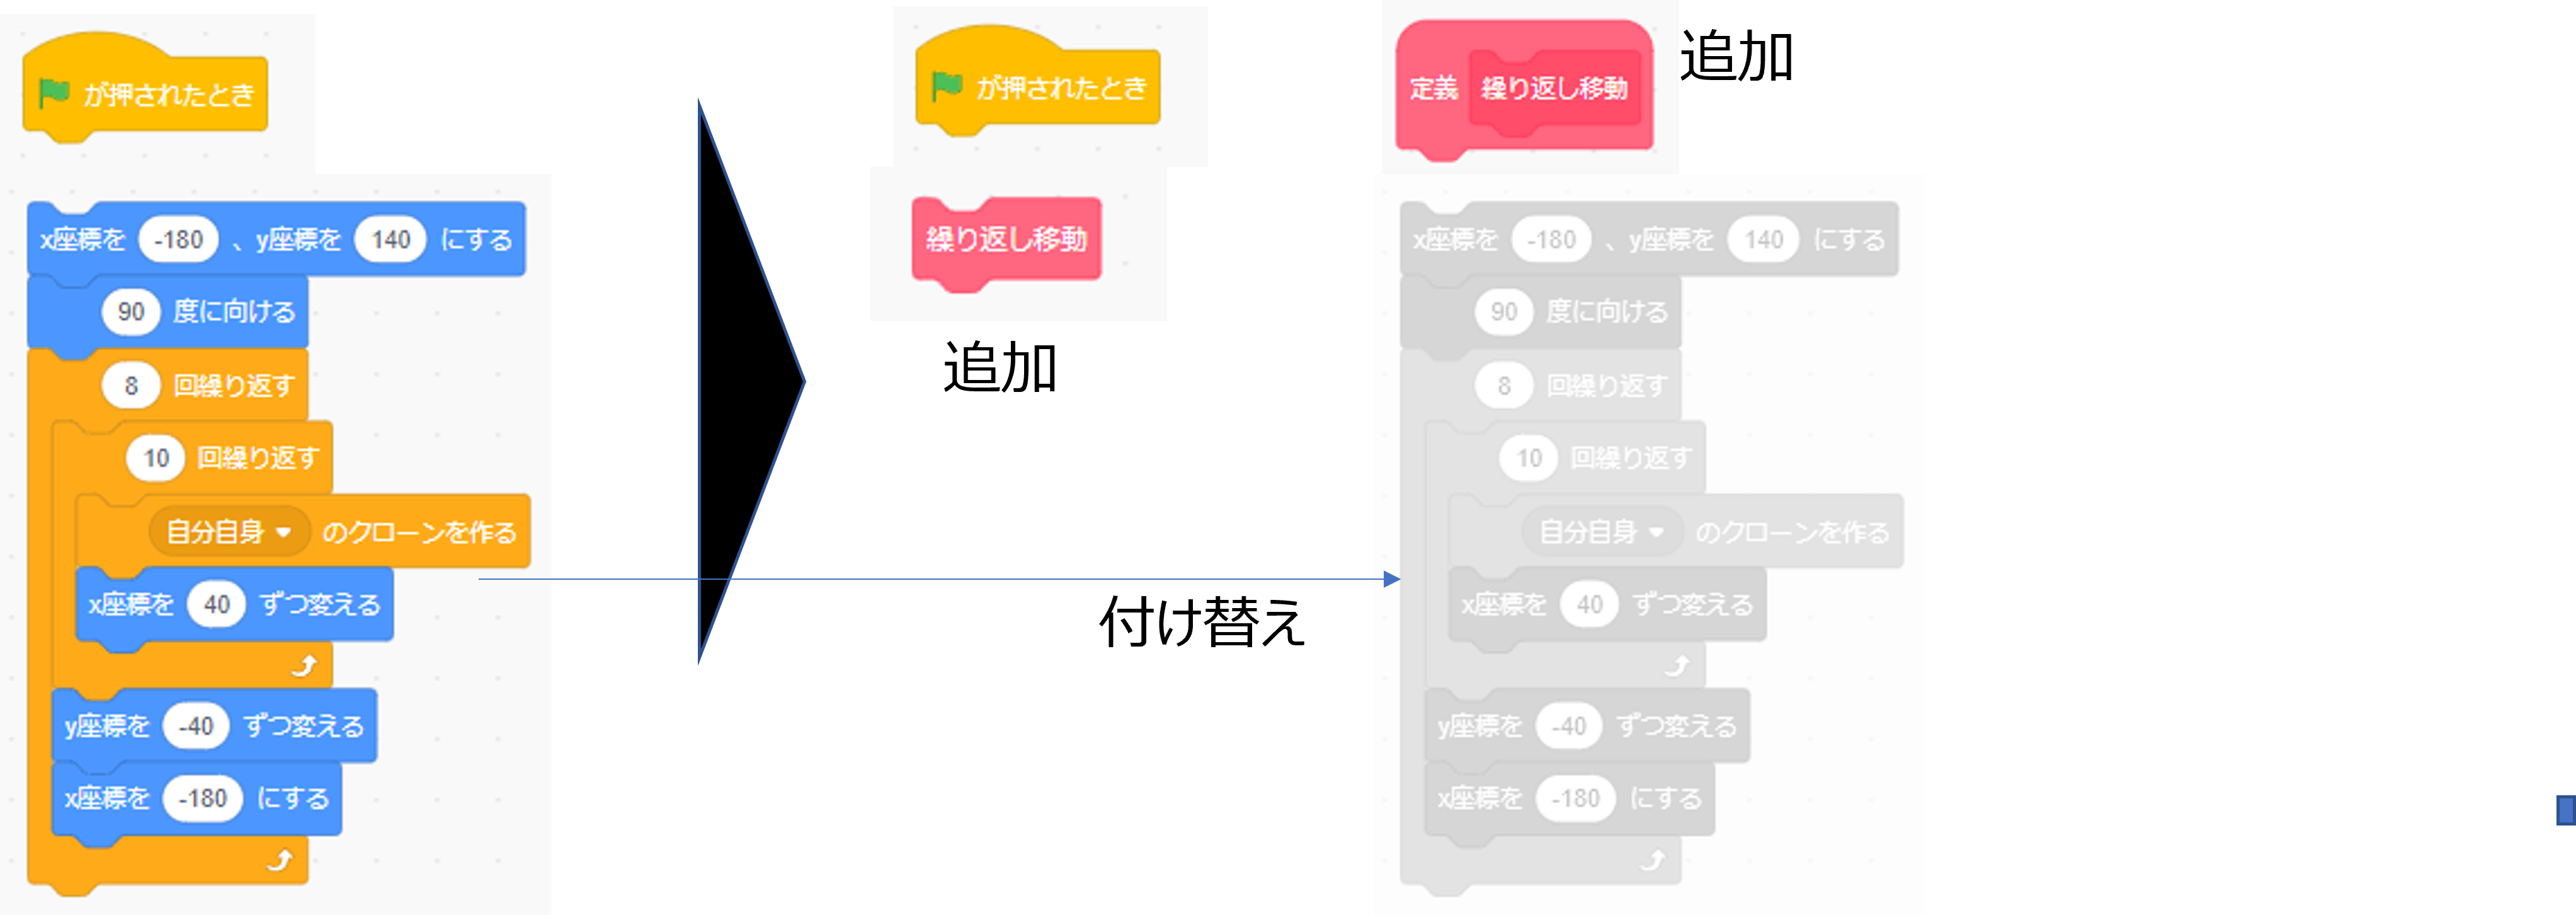 が押されたとき
x座標を -180 、y座標を 140 にする
90 度に向ける
8 回繰り返す
10 回繰り返す
自分自身 のクローンを作る
x座標を 40 ずつ変える
y座標を -40 ずつ変える
x座標を -180 にする
が押されたとき
繰り返し移動
追加
付け替え
定義 繰り返し移動
追加
x座標を -180 、y座標を 140 にする
90 度に向ける
8 回繰り返す
10 回繰り返す
自分自身 のクローンを作る
x座標を 40 ずつ変える
y座標を -40 ずつ変える
x座標を -180 にする